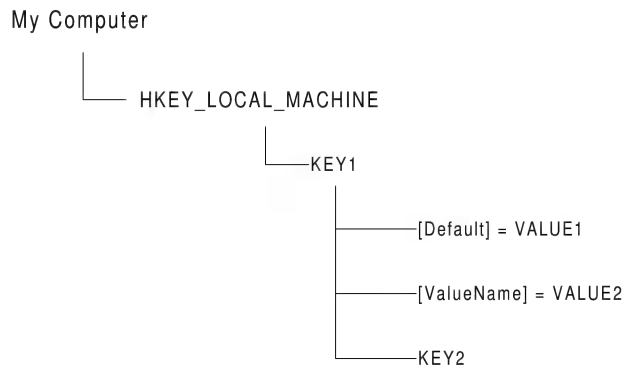 My Computer
HKEY_LOCAL_MACHINE
KEY1
[Default] = VALUE1
[ValueName] = VALUE2
KEY2